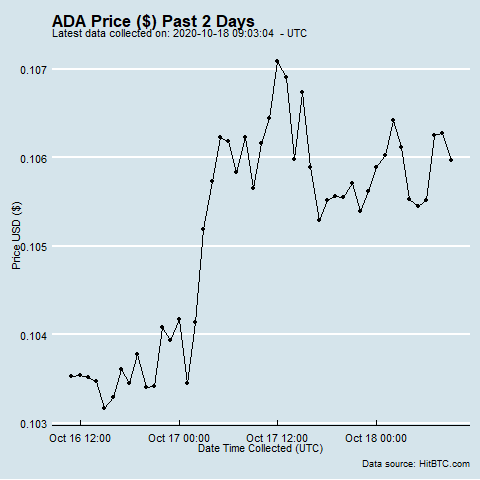 ADA Price ($) Past 2 Days
Latest data collected on: 2020-10-18 09:03:04 - UTC
0.107
0.106
0.105
0.104
0.103
Price USD ($)
Oct 16 12:00 Oct 17 00:00 Oct 17 12:00 Oct 18 00:00
Date Time Collected (UTC)
Data source: HitBTC.com